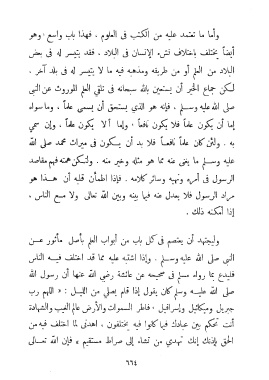 وأما ما تعتمد عليه من الكتب في العلوم . فهذا باب واسع وهو
أيضاً يختلف باختلاف نشء الإنسان في البلاد . فقد يتيسر له في بعض
البلاد من العلم أو من طريقه ومذهبه فيه ما لا يتيسر له في بلد آخر .
لكن جماع الخير أن يستعين بالله سبحانه في تلقي العلم الموروث عن النبي
صلى الله عليه وسلم . فإنه هو الذي يستحق أن يسمى علماً . وما سواه
إما أن يكون علماً فلا يكون نافعاً ؛ وإما ألا يكون علماً . وإن سمي
به . ولئن كان علماً نافعاً فلا بد أن يكون في ميراث محمد صلى الله
عليه وسلم ما يغني عنه مما هو مثله وخير منه . ولتكن همته فهم مقاصد
الرسول في أمره ونهيه وسائر كلامه . فإذا اطمأن قلبه أن هذا هو
مراد الرسول فلا يعدل عنه فيما بينه وبين الله تعالى ولا مع الناس ،
إذا أمكنه ذلك .
وليجتهد أن يعتصم في كل باب من أبواب العلم بأصل مأثور عن
النبي صلى الله عليه وسلم . وإذا اشتبه عليه مما قد اختلف فيه الناس
فليدع بما رواه مسلم في صحيحه عن عائشة رضي الله عنها أن رسول الله
صلى الله عليه وسلم كان يقول إذا قام يصلي من الليل : « اللهم رب
جبريل وميكائيل وإسرافيل . فاطر السموات والأرض عالم الغيب والشهادة
أنت تحكم بين عبادك فيما كانوا فيه يختلفون . اهدني لما اختلف فيه من
الحق بإذنك إنك تهدي من تشاء إلى صراط مستقيم » فإن الله تعالى
٦٦٤